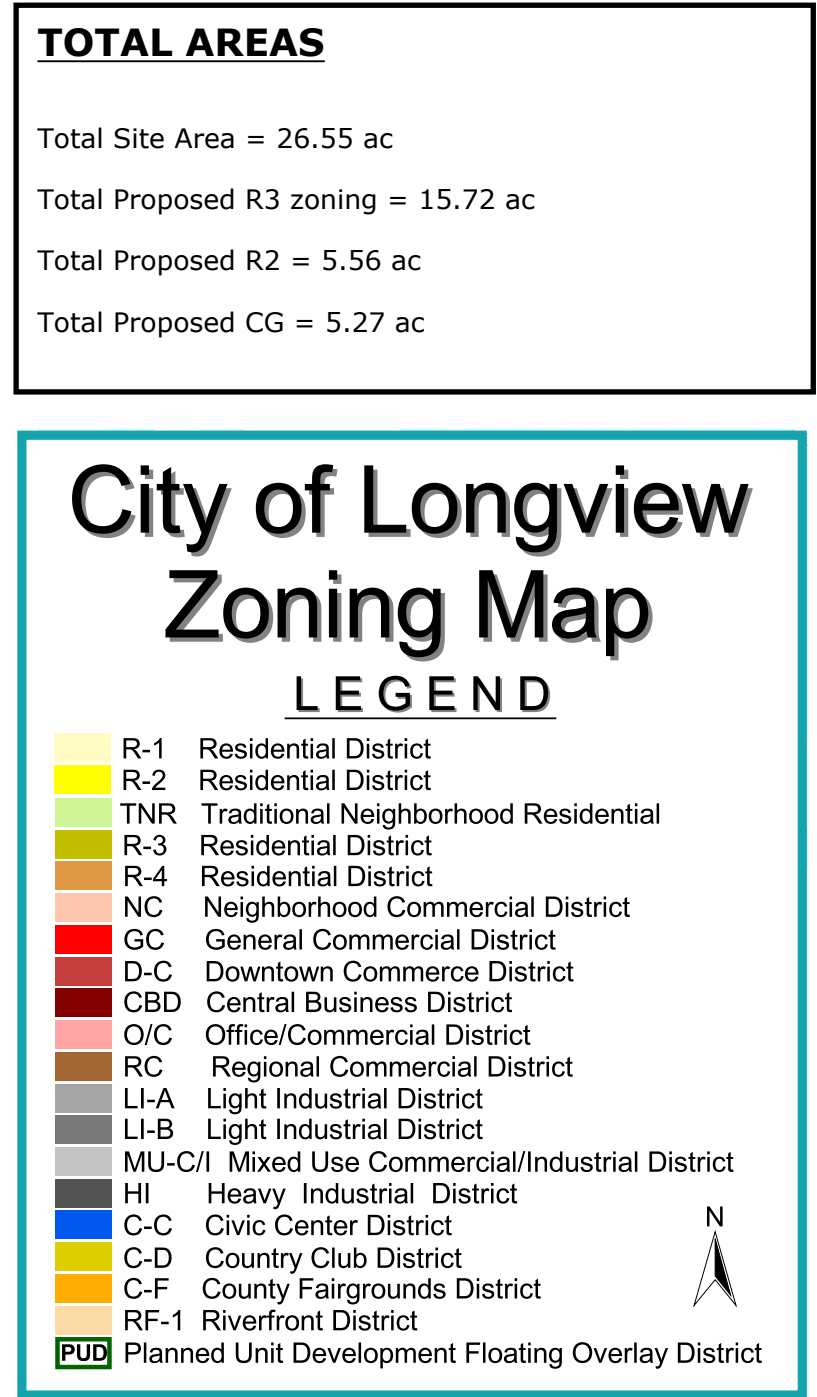 TOTAL AREAS
Total Site Area = 26.55 ac
Total Proposed R3 zoning = 15.72 ac
Total Proposed R2 = 5.56 ac
Total Proposed CG = 5.27 ac
City of Longview
Zoning Map
LEGEND
R-1 Residential District
R-2 Residential District
TNR Traditional Neighborhood Residential
R-3 Residential District
R-4 Residential District
NC Neighborhood Commercial District
GC General Commercial District
D-C Downtown Commerce District
CBD Central Business District
O/C Office/Commercial District
RC Regional Commercial District
LI-A Light Industrial District
LI-B Light Industrial District
MU-C/I Mixed Use Commercial/Industrial District
HI Heavy Industrial District
C-C Civic Center District
C-D Country Club District
C-F County Fairgrounds District
RF-1 Riverfront District
PUD Planned Unit Development Floating Overlay District
N